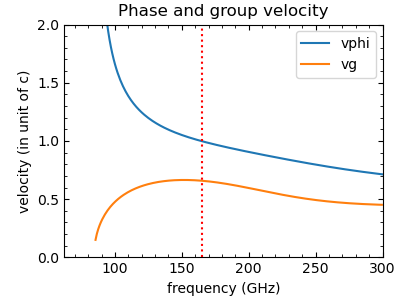 Phase and group velocity
velocity (in unit of c)
2.0
1.5
1.0
0.5
0.0
vphi
vg
100
150
200
250
300
frequency (GHz)